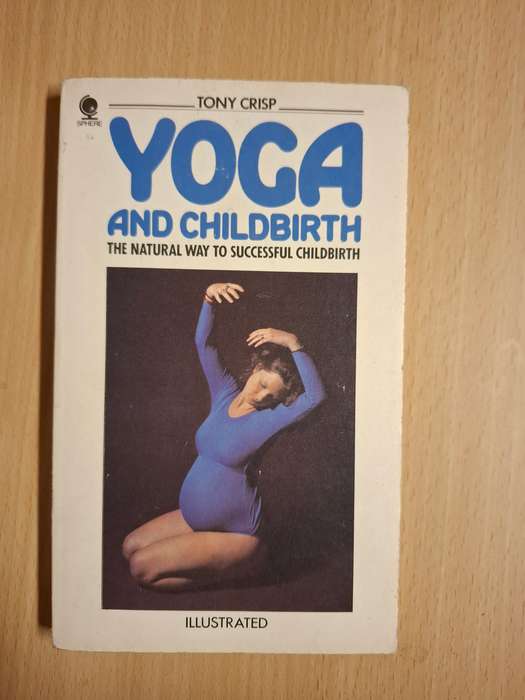 TONY CRISP
SPHERE
YOGA
AND CHILDBIRTH
THE NATURAL WAY TO SUCCESSFUL CHILDBIRTH
ILLUSTRATED